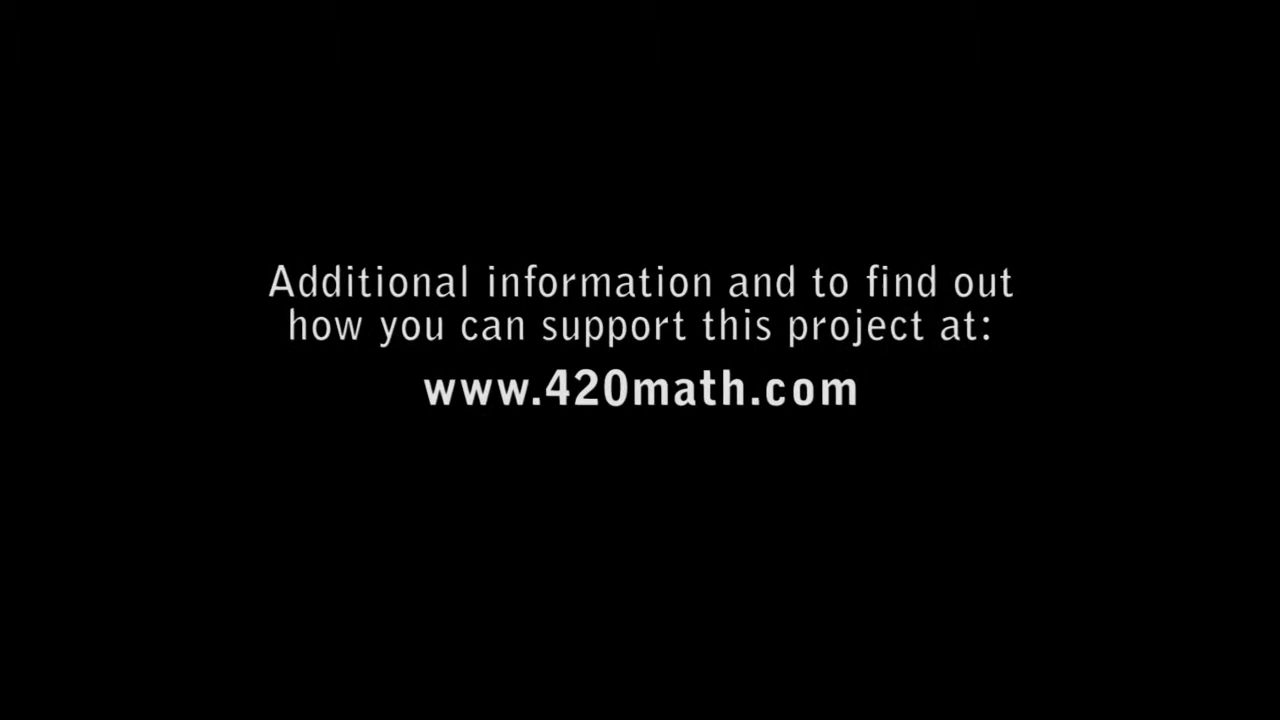 Additional information and to find out
how you can support this project at:
www.420math.com